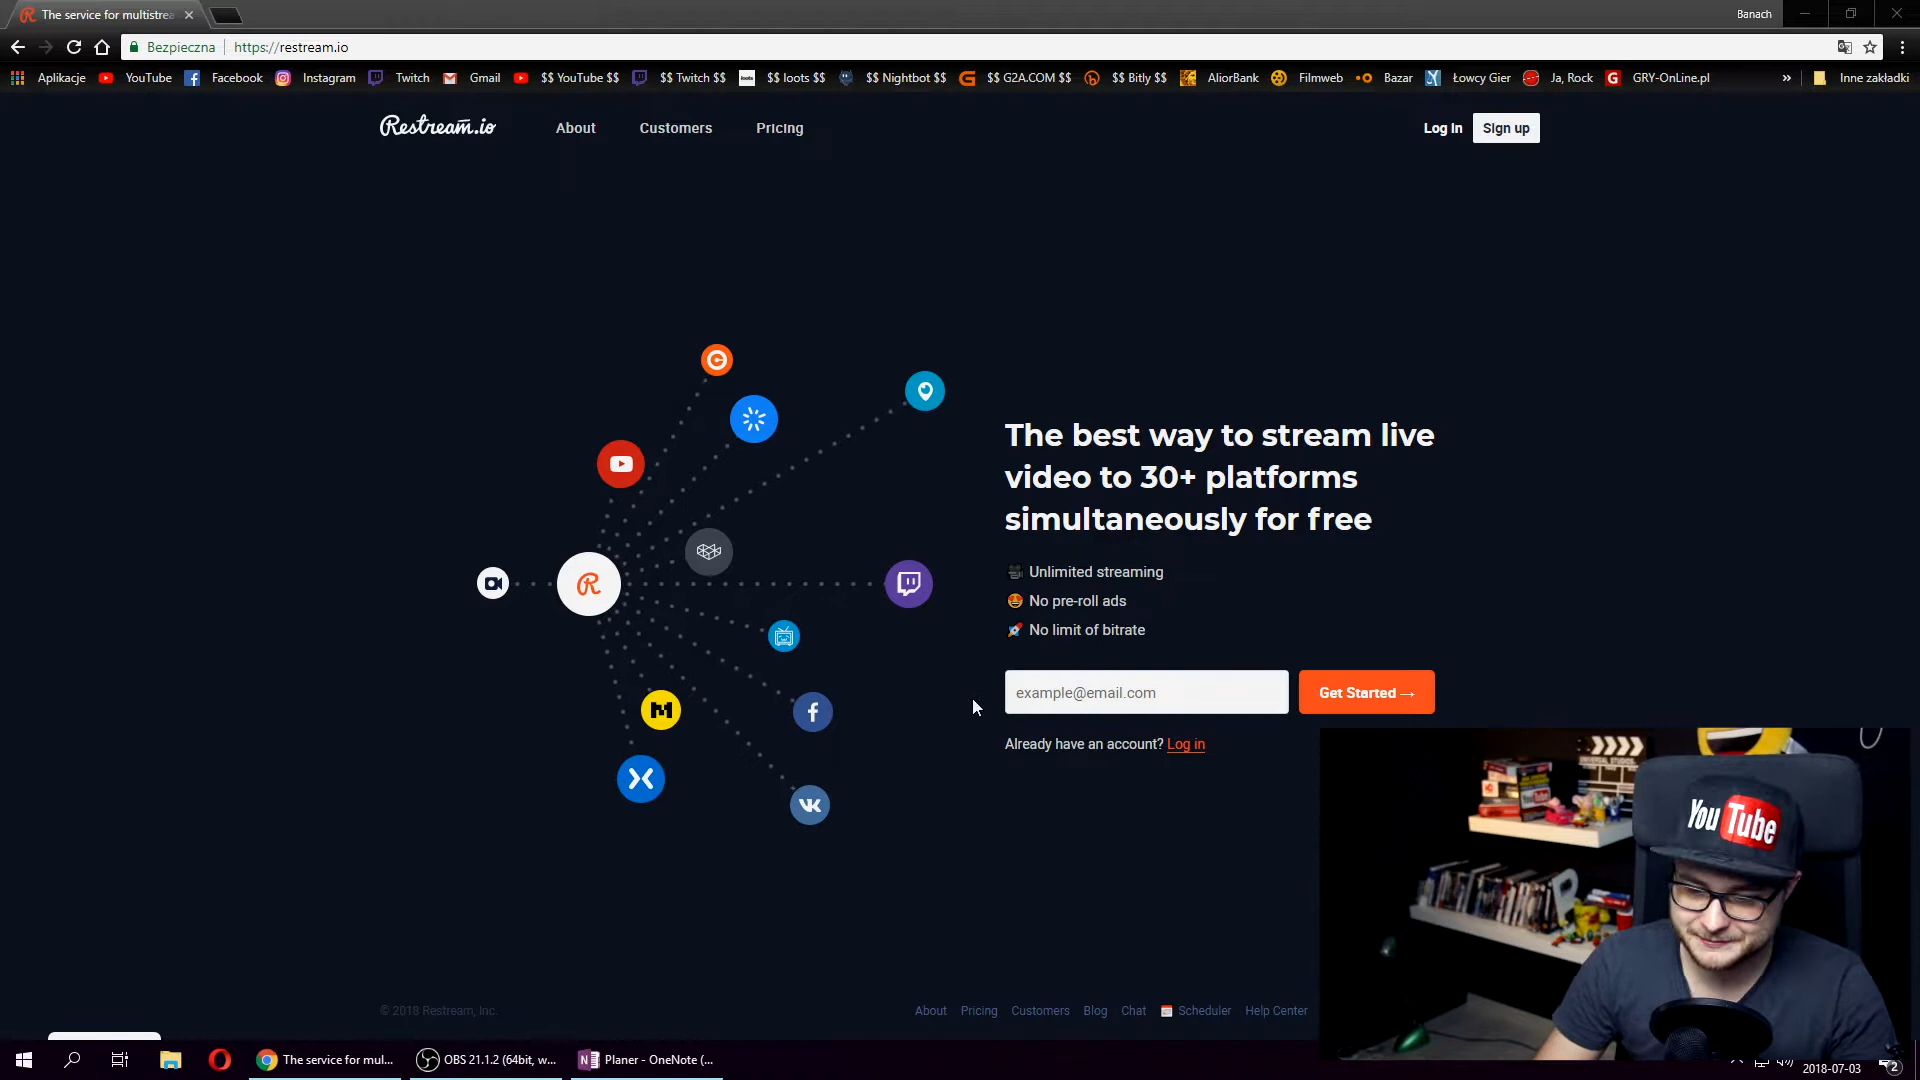 The service for multistrea
Banach
Bezpieczna https://restream.io
Aplikacje YouTube Facebook Instagram Twitch Gmail $$ YouTube $$ $$ Twitch $$ $$ loots $$ $$ Nightbot $$ $$ G2A.COM $$ $$ Bitly $$ AliorBank Filmweb Bazar Łowcy Gier Ja, Rock GRY-OnLine.pl » Inne zakładki
Restream.io About Customers Pricing Log In Sign up
The best way to stream live
video to 30+ platforms
simultaneously for free
Unlimited streaming
No pre-roll ads
No limit of bitrate
example@email.com Get Started →
Already have an account? Log in
You Tube
© 2018 Restream, Inc.
About Pricing Customers Blog Chat Scheduler Help Center
The service for mul... OBS 21.1.2 (64bit, w... Planer - OneNote (...
2018-07-03
2